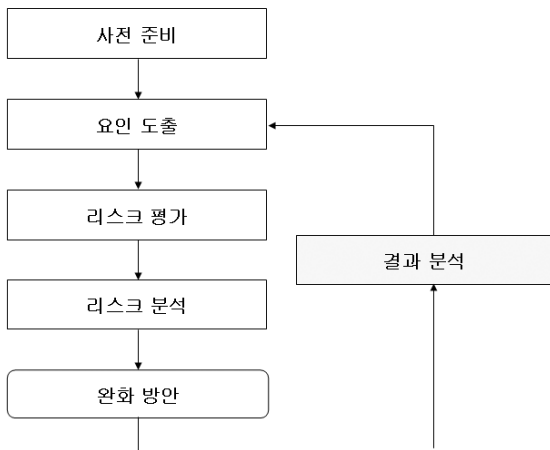 사전 준비
요인 도출
리스크 평가
결과 분석
리스크 분석
완화 방안